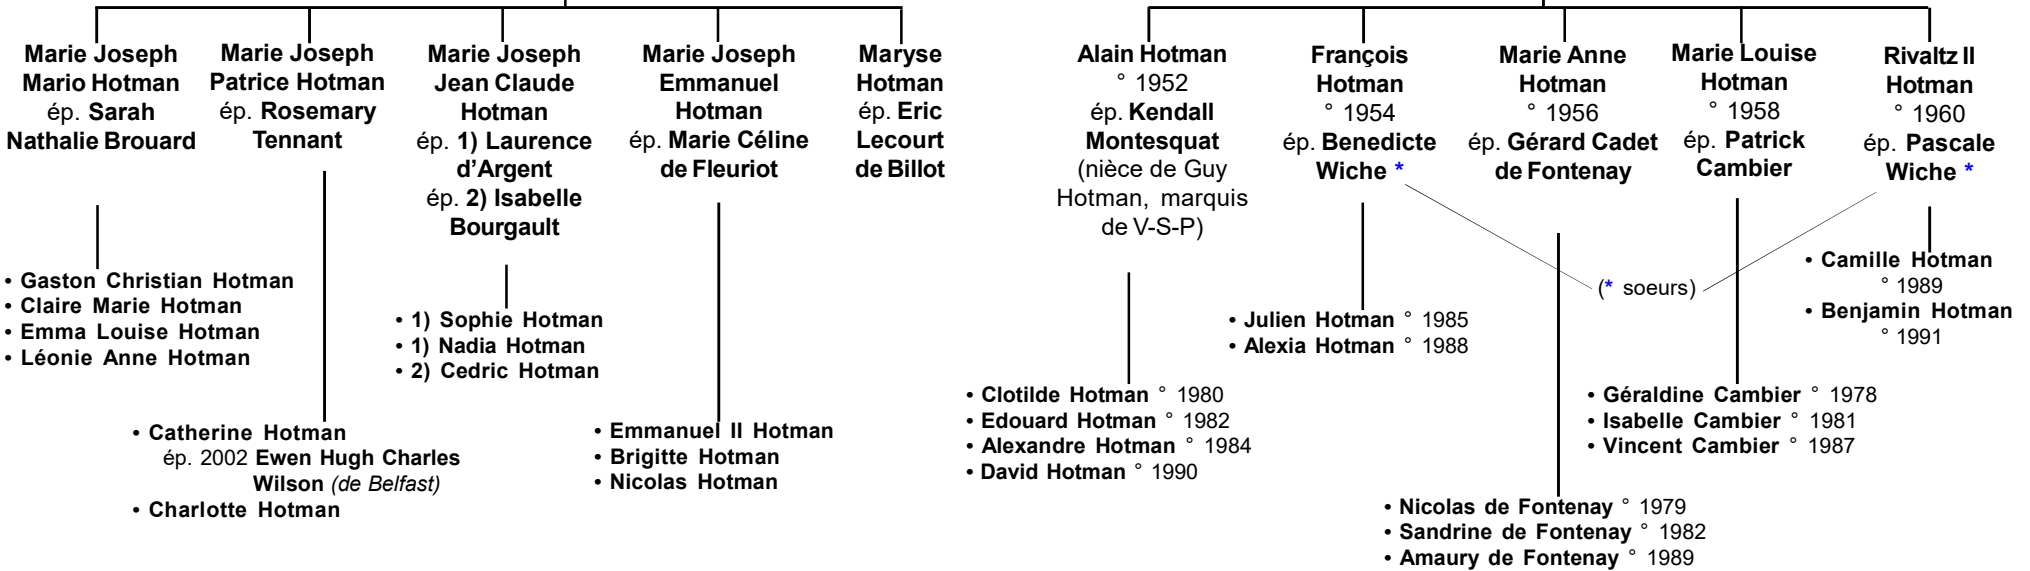 Marie Joseph
Mario Hotman
ép. Sarah
Nathalie Brouard
• Gaston Christian Hotman
• Claire Marie Hotman
• Emma Louise Hotman
• Léonie Anne Hotman
Marie Joseph
Patrice Hotman
ép. Rosemary
Tennant
• Catherine Hotman
ép. 2002 Ewen Hugh Charles
Wilson (de Belfast)
• Charlotte Hotman
Marie Joseph
Jean Claude
Hotman
ép. 1) Laurence
d’Argent
ép. 2) Isabelle
Bourgault
• 1) Sophie Hotman
• 1) Nadia Hotman
• 2) Cedric Hotman
Marie Joseph
Emmanuel
Hotman
ép. Marie Céline
de Fleuriot
• Emmanuel II Hotman
• Brigitte Hotman
• Nicolas Hotman
Maryse
Hotman
ép. Eric
Lecourt
de Billot
Alain Hotman
° 1952
ép. Kendall
Montesquat
(nièce de Guy
Hotman, marquis
de V-S-P)
• Clotilde Hotman ° 1980
• Edouard Hotman ° 1982
• Alexandre Hotman ° 1984
• David Hotman ° 1990
François
Hotman
° 1954
ép. Benedicte
Wiche *
• Julien Hotman ° 1985
• Alexia Hotman ° 1988
Marie Anne
Hotman
° 1956
ép. Gérard Cadet
de Fontenay
• Nicolas de Fontenay ° 1979
• Sandrine de Fontenay ° 1982
• Amaury de Fontenay ° 1989
Marie Louise
Hotman
° 1958
ép. Patrick
Cambier
• Géraldine Cambier ° 1978
• Isabelle Cambier ° 1981
• Vincent Cambier ° 1987
Rivaltz II
Hotman
° 1960
ép. Pascale
Wiche *
(* soeurs)
• Camille Hotman
° 1989
• Benjamin Hotman
° 1991